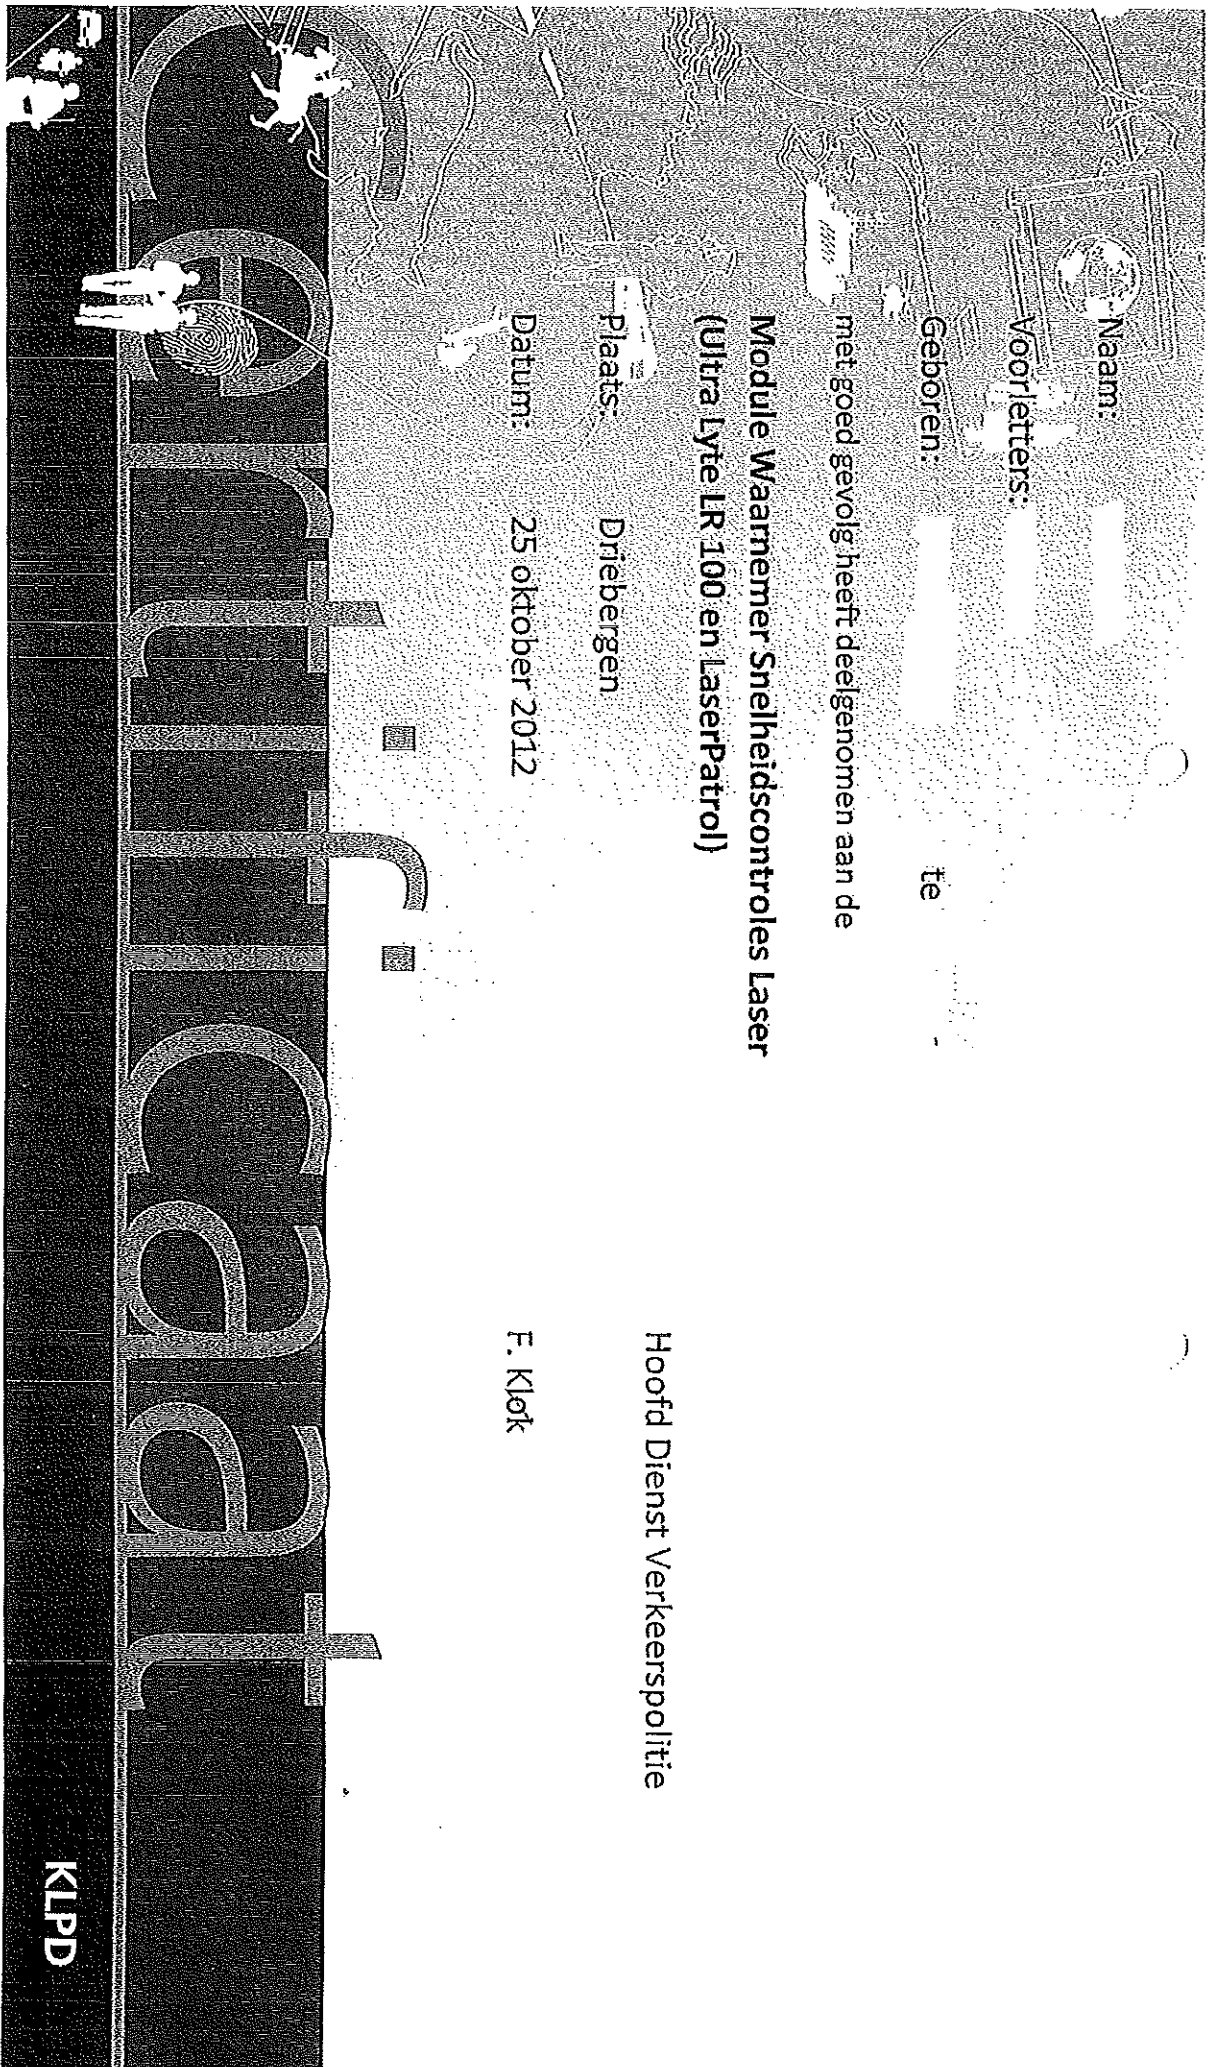 Naam:
Voorletters:
Geboren: te
met goed gevolg heeft deelgenomen aan de
Module Waarnemer Snelheidscontroles Laser
(Ultra Lyte LR 100 en LaserPatrol)
Plaats: Driebergen
Datum: 25 oktober 2012
Hoofd Dienst Verkeerspolitie
F. Klok
Certificaat
KLPD